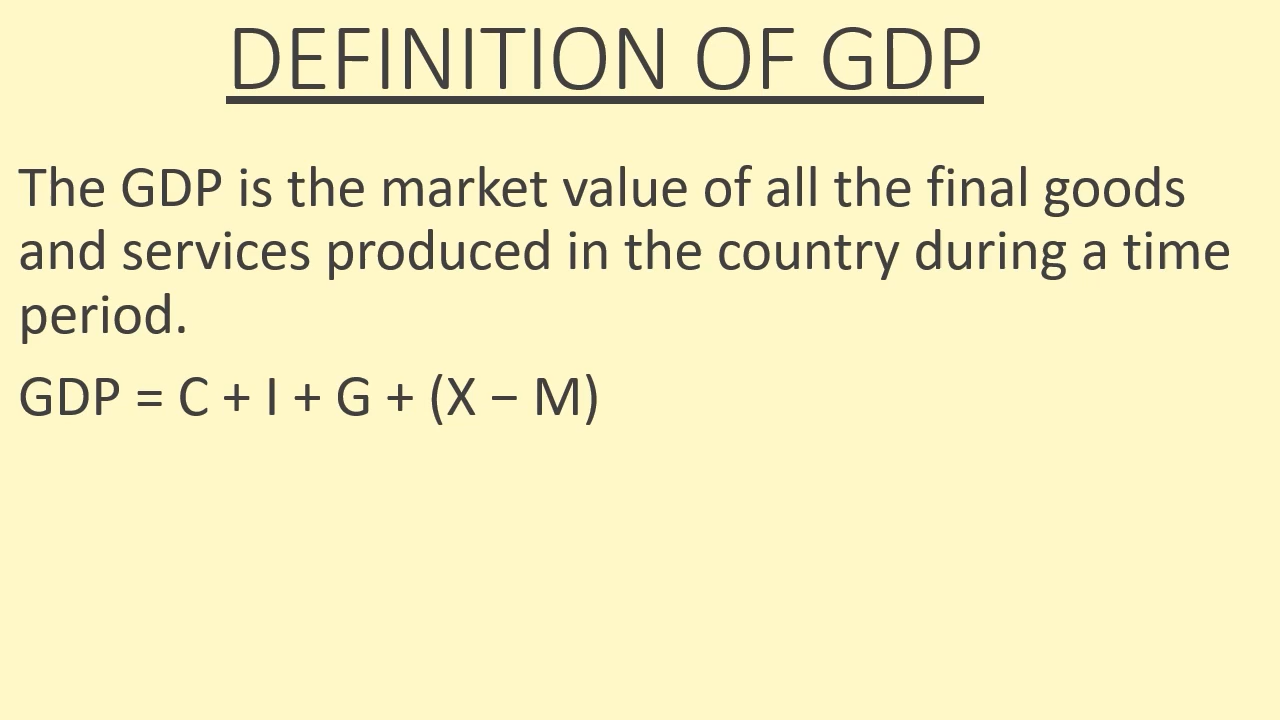 DEFINITION OF GDP
The GDP is the market value of all the final goods
and services produced in the country during a time
period.
GDP = C + I + G + (X − M)